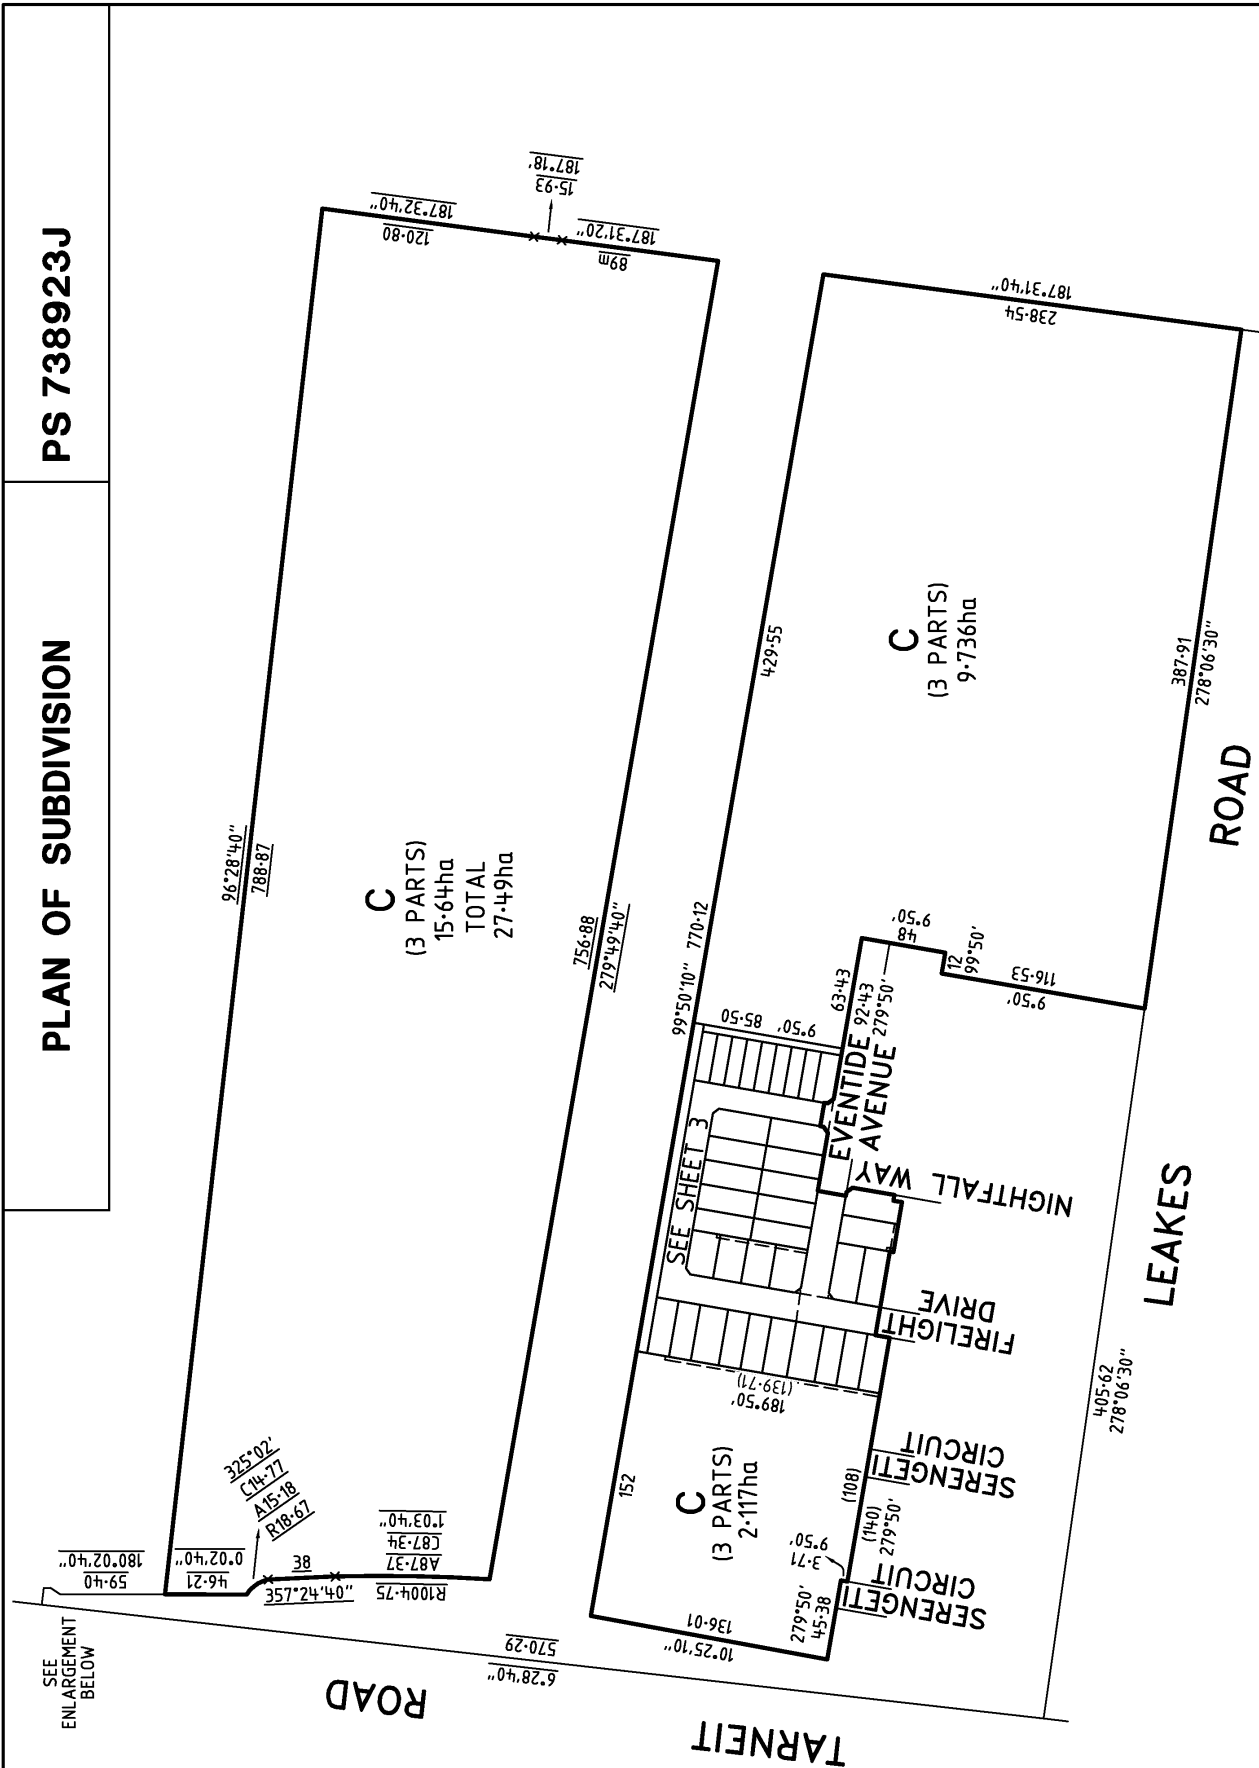 PLAN OF SUBDIVISION
PS 738923J
SEE
ENLARGEMENT
BELOW
59·40
180°02'40"
46·21
0°02'40"
325°02'
C14·77
A15·18
R18·67
38
357°24'40"
R1004·75
A87·37
C87·34
1°03'40"
96°28'40"
788·87
C
(3 PARTS)
15·64ha
TOTAL
27·49ha
756·88
279°49'40"
120·80
187°32'40"
15·93
187°18'
89m
187°31'20"
570·29
6°28'40"
TARNEIT
ROAD
152
136·01
10°25'10"
C
(3 PARTS)
2·117ha
279°50'
45·38
3·71
9°50'
(140)
279°50'
(108)
SERENGETI
CIRCUIT
SERENGETI
CIRCUIT
189°50'
(139·71)
FIRELIGHT
DRIVE
NIGHTFALL WAY
SEE SHEET 3
EVENTIDE
AVENUE
92·43
279°50'
63·43
9°50' 85·50
99°50'10" 770·12
429·55
C
(3 PARTS)
9·736ha
238·54
187°31'40"
387·91
278°06'30"
48
9°50'
12
99°50'
116·53
9°50'
405·62
278°06'30"
LEAKES
ROAD